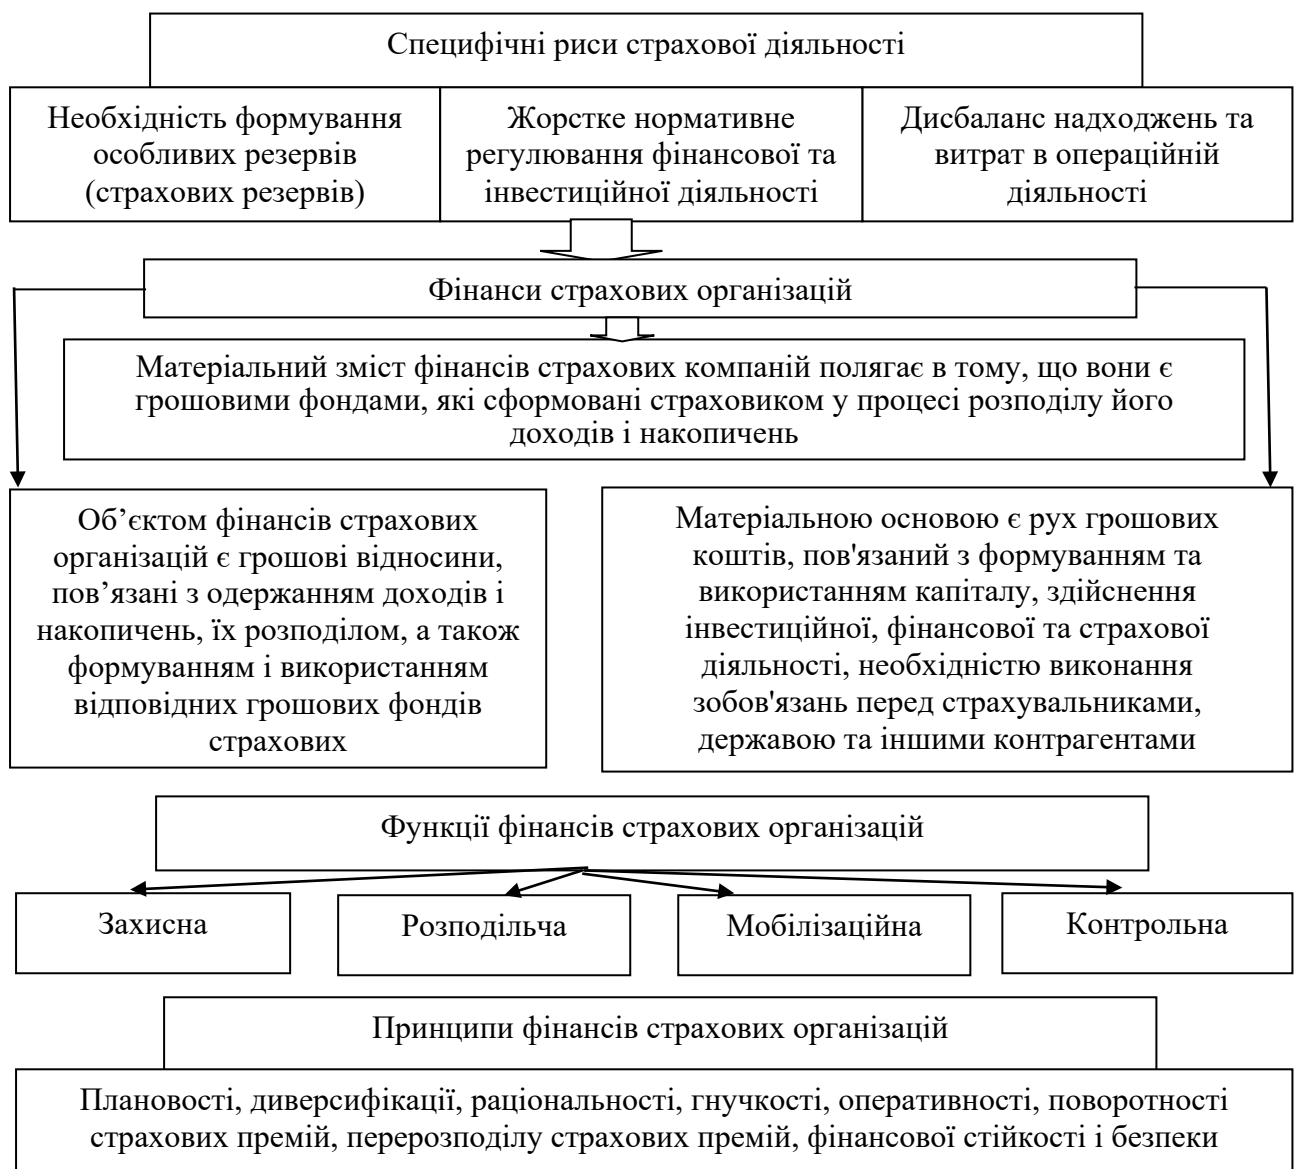 Специфічні риси страхової діяльності
Необхідність формування
особливих резервів
(страхових резервів)
Жорстке нормативне
регулювання фінансової та
інвестиційної діяльності
Дисбаланс надходжень та
витрат в операційній
діяльності
Фінанси страхових організацій
Матеріальний зміст фінансів страхових компаній полягає в тому, що вони є
грошовими фондами, які сформовані страховиком у процесі розподілу його
доходів і накопичень
Об’єктом фінансів страхових
організацій є грошові відносини,
пов’язані з одержанням доходів і
накопичень, їх розподілом, а також
формуванням і використанням
відповідних грошових фондів
страхових
Матеріальною основою є рух грошових
коштів, пов'язаний з формуванням та
використанням капіталу, здійснення
інвестиційної, фінансової та страхової
діяльності, необхідністю виконання
зобов'язань перед страхувальниками,
державою та іншими контрагентами
Функції фінансів страхових організацій
Захисна
Розподільча
Мобілізаційна
Контрольна
Принципи фінансів страхових організацій
Плановості, диверсифікації, раціональності, гнучкості, оперативності, поворотності
страхових премій, перерозподілу страхових премій, фінансової стійкості і безпеки